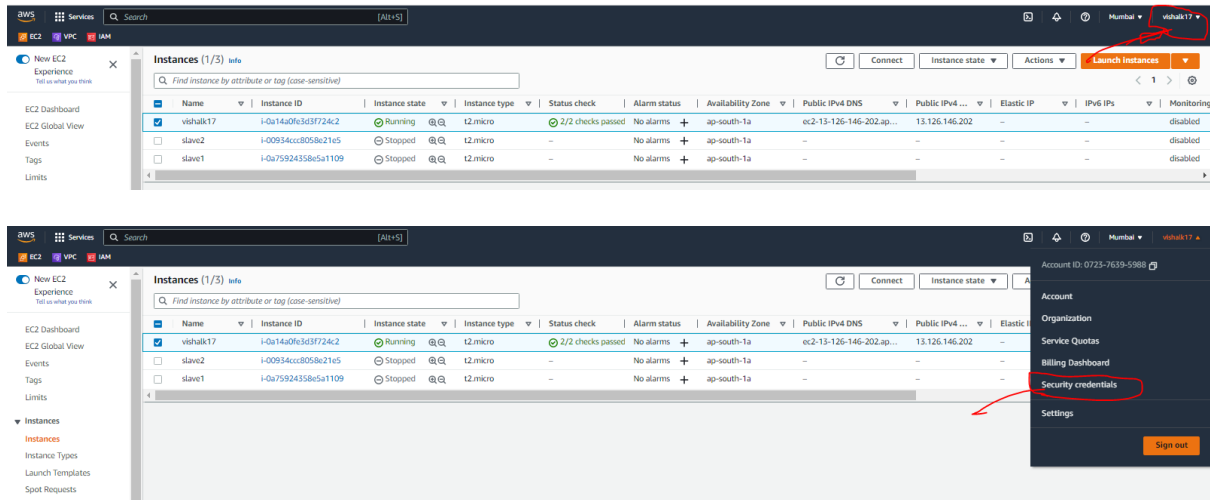 aws Services Search [Alt+S] Mumbai ▼ vishalk17 ▼
EC2 VPC IAM
New EC2 Experience
Tell us what you think
Instances (1/3) Info Connect Instance state ▼ Actions ▼ Launch instances ▼
Find instance by attribute or tag (case-sensitive) < 1 >
Name Instance ID Instance state Instance type Status check Alarm status Availability Zone Public IPv4 DNS Public IPv4 ... Elastic IP IPv6 IPs Monitoring
vishalk17 i-0a14a0fe3d3f724c2 Running t2.micro 2/2 checks passed No alarms + ap-south-1a ec2-13-126-146-202.ap... 13.126.146.202 – – disabled
slave2 i-00934ccc8058e21e5 Stopped t2.micro – No alarms + ap-south-1a – – – – disabled
slave1 i-0a75924358e5a1109 Stopped t2.micro – No alarms + ap-south-1a – – – – disabled
EC2 Dashboard
EC2 Global View
Events
Tags
Limits
aws Services Search [Alt+S] Mumbai ▼ vishalk17 ▲
EC2 VPC IAM
New EC2 Experience
Tell us what you think
Instances (1/3) Info Connect Instance state ▼ A
Find instance by attribute or tag (case-sensitive)
Name Instance ID Instance state Instance type Status check Alarm status Availability Zone Public IPv4 DNS Public IPv4 ... Elastic I
vishalk17 i-0a14a0fe3d3f724c2 Running t2.micro 2/2 checks passed No alarms + ap-south-1a ec2-13-126-146-202.ap... 13.126.146.202 –
slave2 i-00934ccc8058e21e5 Stopped t2.micro – No alarms + ap-south-1a – – –
slave1 i-0a75924358e5a1109 Stopped t2.micro – No alarms + ap-south-1a – – –
EC2 Dashboard
EC2 Global View
Events
Tags
Limits
Instances
Instances
Instance Types
Launch Templates
Spot Requests
Account ID: 0723-7639-5988
Account
Organization
Service Quotas
Billing Dashboard
Security credentials
Settings
Sign out